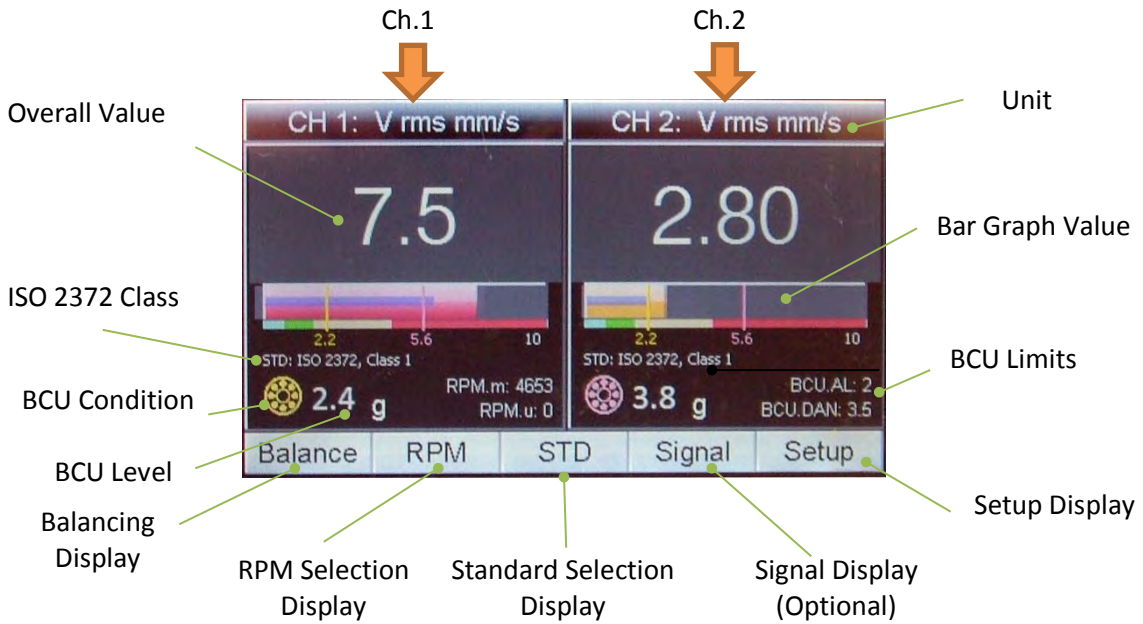 Ch.1
Ch.2
Overall Value
Unit
CH 1: V rms mm/s
CH 2: V rms mm/s
7.5
2.80
Bar Graph Value
ISO 2372 Class
2.2
5.6
10
2.2
5.6
10
STD: ISO 2372, Class 1
STD: ISO 2372, Class 1
BCU Limits
BCU Condition
2.4 g
RPM.m: 4653
RPM.u: 0
3.8 g
BCU.AL: 2
BCU.DAN: 3.5
Balance
RPM
STD
Signal
Setup
BCU Level
Setup Display
Balancing
Display
RPM Selection
Display
Standard Selection
Display
Signal Display
(Optional)